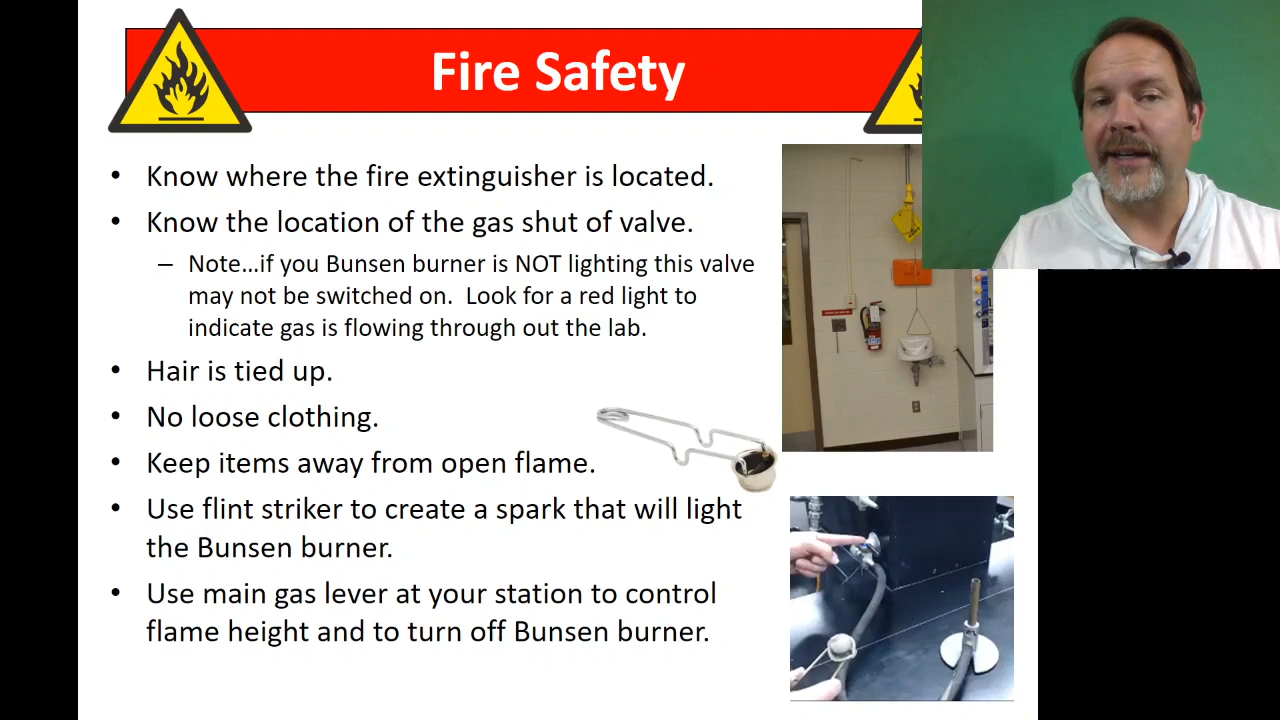 Fire Safety
• Know where the fire extinguisher is located.
• Know the location of the gas shut of valve.
– Note…if you Bunsen burner is NOT lighting this valve
may not be switched on. Look for a red light to
indicate gas is flowing through out the lab.
• Hair is tied up.
• No loose clothing.
• Keep items away from open flame.
• Use flint striker to create a spark that will light
the Bunsen burner.
• Use main gas lever at your station to control
flame height and to turn off Bunsen burner.